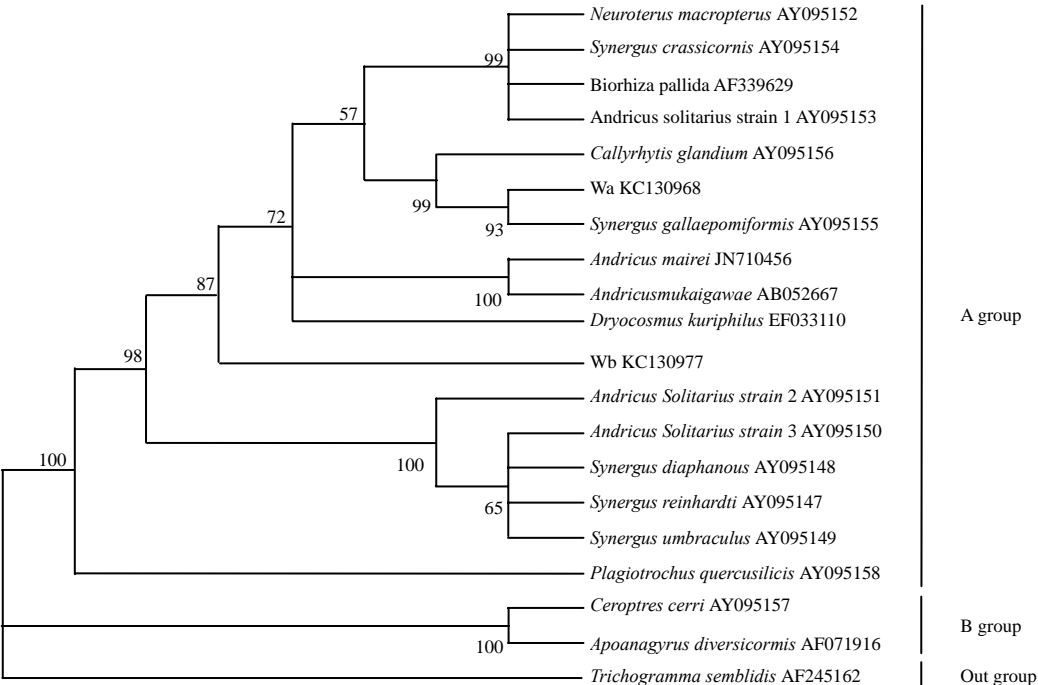 Neuroterus macropterus AY095152
Synergus crassicornis AY095154
99
Biorhiza pallida AF339629
57
Andricus solitarius strain 1 AY095153
Callyrhytis glandium AY095156
Wa KC130968
99
72
Synergus gallaepomiformis AY095155
93
Andricus mairei JN710456
87
Andricusmukaigawae AB052667
100
A group
Dryocosmus kuriphilus EF033110
98
Wb KC130977
Andricus Solitarius strain 2 AY095151
Andricus Solitarius strain 3 AY095150
100
100
Synergus diaphanous AY095148
Synergus reinhardti AY095147
65
Synergus umbraculus AY095149
Plagiotrochus quercusilicis AY095158
Ceroptres cerri AY095157
B group
100
Apoanagyrus diversicormis AF071916
Trichogramma semblidis AF245162
Out group